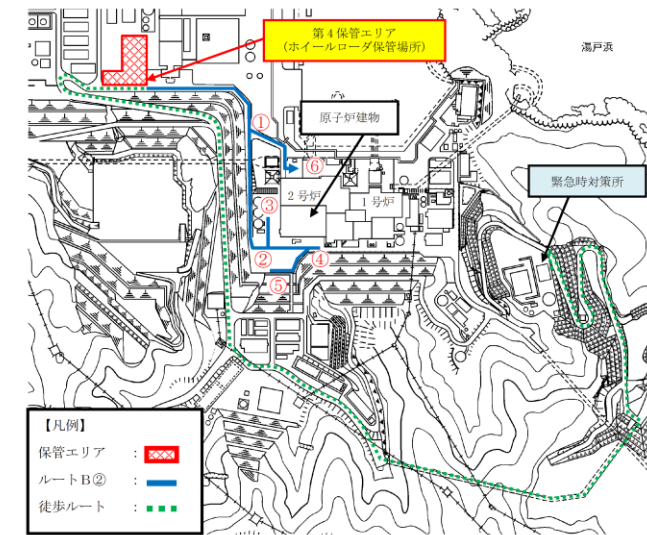 第4保管エリア
(ホイールローダ保管場所)
湯戸浜
原子炉建物
①
⑥
緊急時対策所
2号炉
1号炉
③
②
④
⑤
【凡例】
保管エリア :
ルートB② :
徒歩ルート :